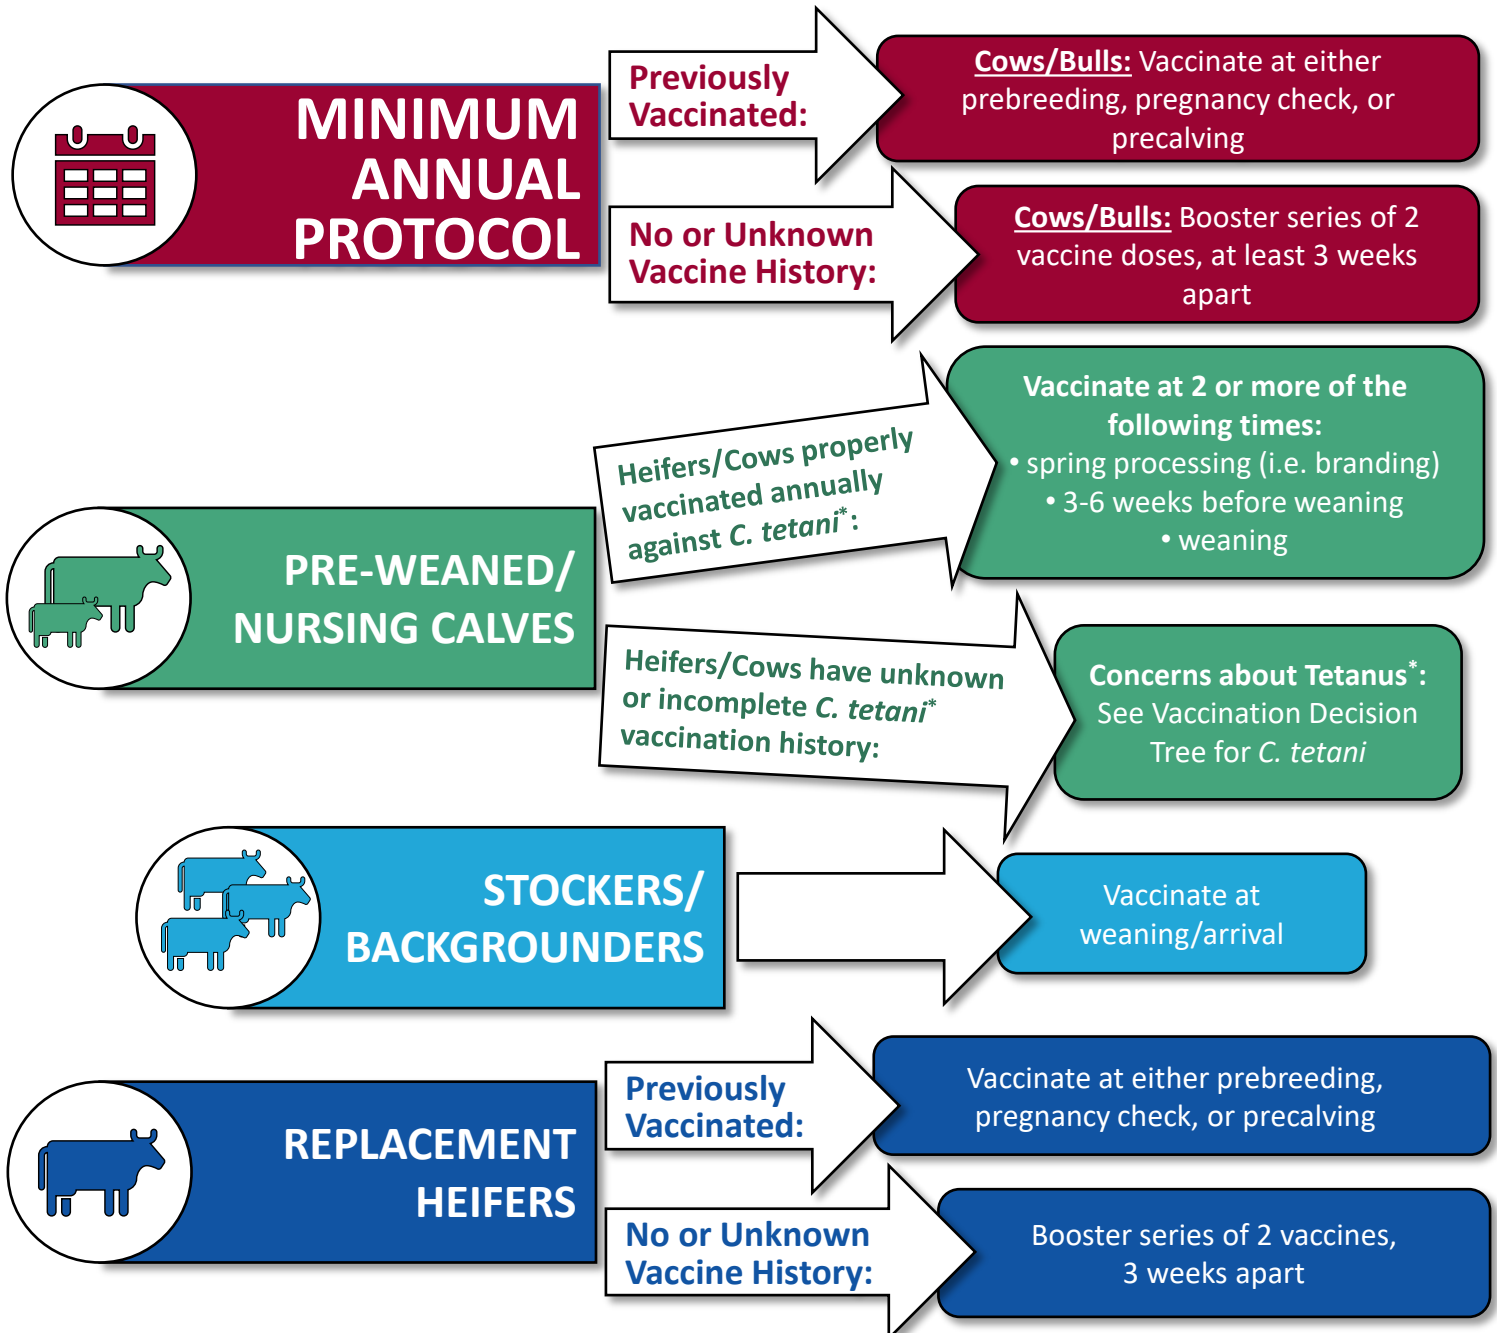 MINIMUM
ANNUAL
PROTOCOL
Previously
Vaccinated:
Cows/Bulls: Vaccinate at either
prebreeding, pregnancy check, or
precalving
No or Unknown
Vaccine History:
Cows/Bulls: Booster series of 2
vaccine doses, at least 3 weeks
apart
PRE-WEANED/
NURSING CALVES
Heifers/Cows properly
vaccinated annually
against C. tetani*:
Vaccinate at 2 or more of the
following times:
• spring processing (i.e. branding)
• 3-6 weeks before weaning
• weaning
Heifers/Cows have unknown
or incomplete C. tetani*
vaccination history:
Concerns about Tetanus*:
See Vaccination Decision
Tree for C. tetani
STOCKERS/
BACKGROUNDERS
Vaccinate at
weaning/arrival
REPLACEMENT
HEIFERS
Previously
Vaccinated:
Vaccinate at either prebreeding,
pregnancy check, or precalving
No or Unknown
Vaccine History:
Booster series of 2 vaccines,
3 weeks apart